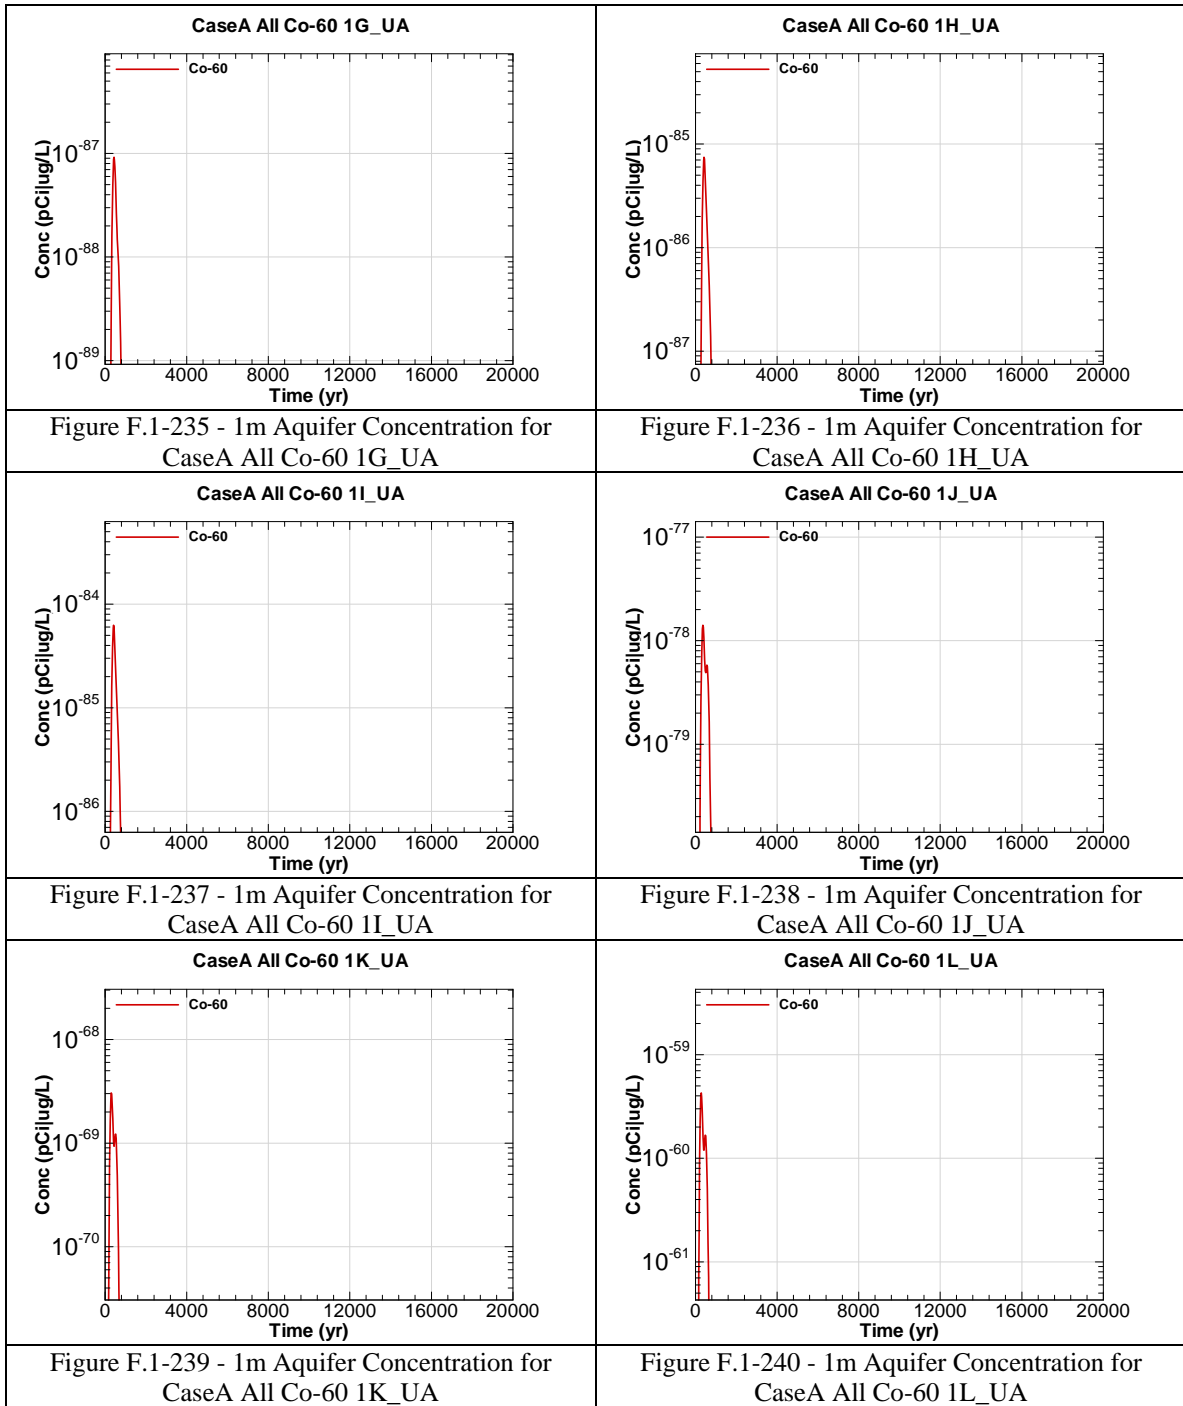 CaseA All Co-60 1G_UA
Co-60
10^-87
10^-88
10^-89
Conc (pCi|ug/L)
0 4000 8000 12000 16000 20000
Time (yr)
Figure F.1-235 - 1m Aquifer Concentration for
CaseA All Co-60 1G_UA
CaseA All Co-60 1H_UA
Co-60
10^-85
10^-86
10^-87
Conc (pCi|ug/L)
0 4000 8000 12000 16000 20000
Time (yr)
Figure F.1-236 - 1m Aquifer Concentration for
CaseA All Co-60 1H_UA
CaseA All Co-60 1I_UA
Co-60
10^-84
10^-85
10^-86
Conc (pCi|ug/L)
0 4000 8000 12000 16000 20000
Time (yr)
Figure F.1-237 - 1m Aquifer Concentration for
CaseA All Co-60 1I_UA
CaseA All Co-60 1J_UA
Co-60
10^-77
10^-78
10^-79
Conc (pCi|ug/L)
0 4000 8000 12000 16000 20000
Time (yr)
Figure F.1-238 - 1m Aquifer Concentration for
CaseA All Co-60 1J_UA
CaseA All Co-60 1K_UA
Co-60
10^-68
10^-69
10^-70
Conc (pCi|ug/L)
0 4000 8000 12000 16000 20000
Time (yr)
Figure F.1-239 - 1m Aquifer Concentration for
CaseA All Co-60 1K_UA
CaseA All Co-60 1L_UA
Co-60
10^-59
10^-60
10^-61
Conc (pCi|ug/L)
0 4000 8000 12000 16000 20000
Time (yr)
Figure F.1-240 - 1m Aquifer Concentration for
CaseA All Co-60 1L_UA